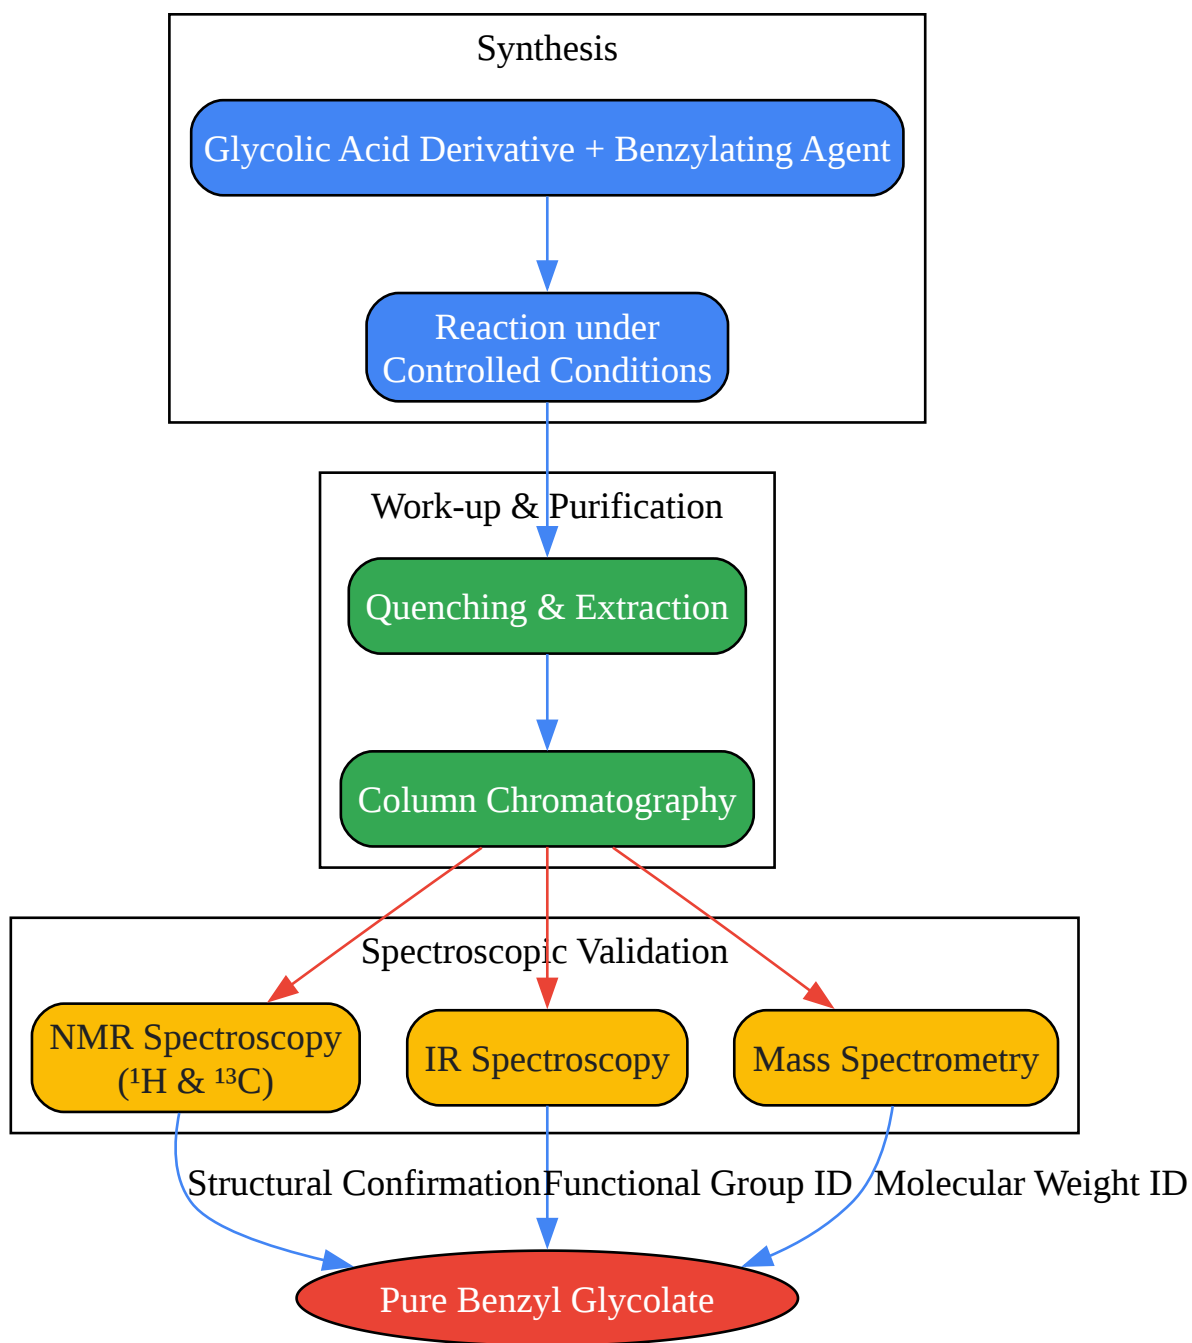 Synthesis
Glycolic Acid Derivative + Benzylating Agent
Reaction under
Controlled Conditions
Work-up & Purification
Quenching & Extraction
Column Chromatography
Spectroscopic Validation
NMR Spectroscopy
(¹H & ¹³C)
IR Spectroscopy
Mass Spectrometry
Structural Confirmation
Functional Group ID
Molecular Weight ID
Pure Benzyl Glycolate